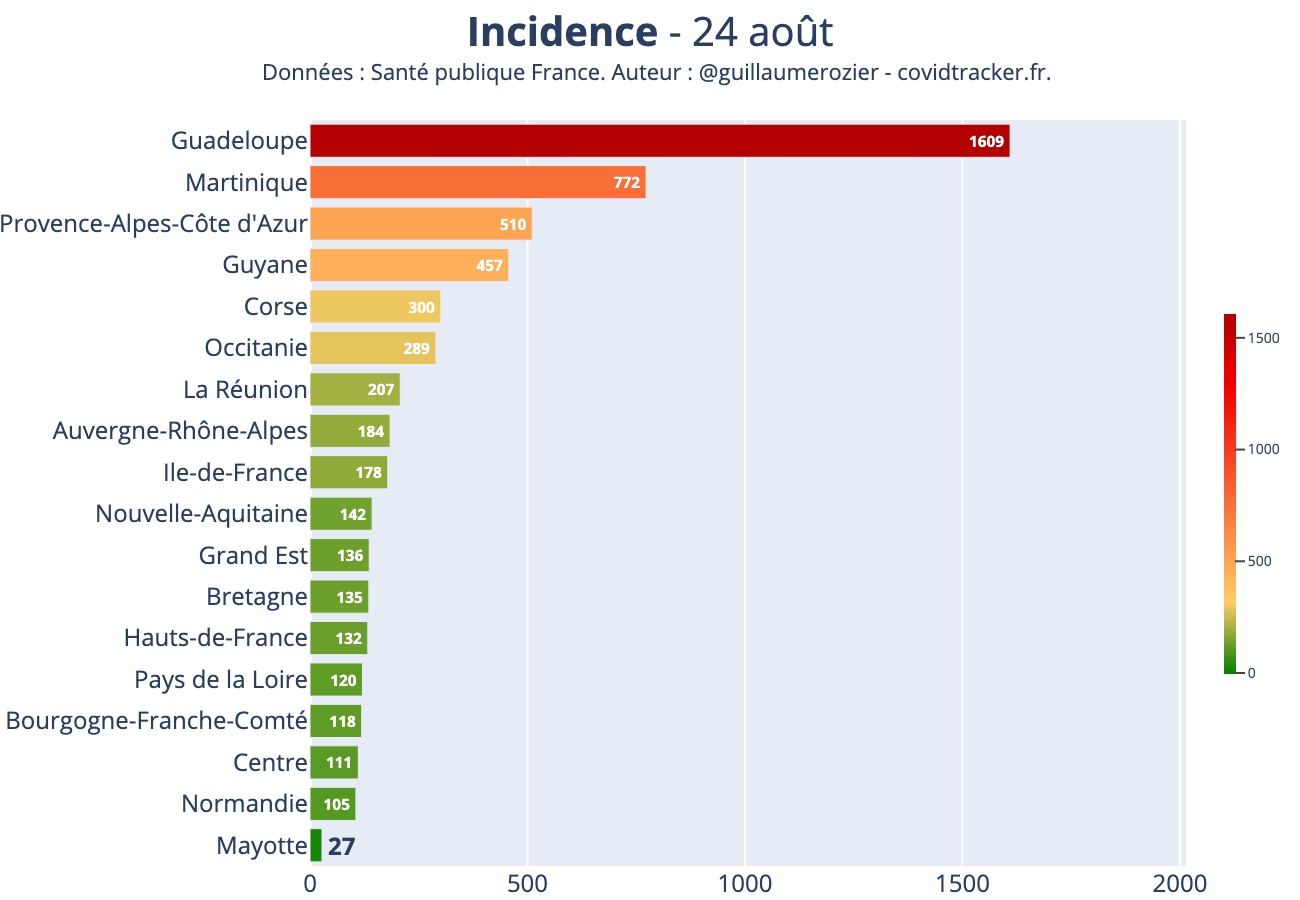 Incidence - 24 août
Données : Santé publique France. Auteur : @guillaumerozier - covidtracker.fr.
Guadeloupe 1609
Martinique 772
Provence-Alpes-Côte d'Azur 510
Guyane 457
Corse 300
Occitanie 289
La Réunion 207
Auvergne-Rhône-Alpes 184
Ile-de-France 178
Nouvelle-Aquitaine 142
Grand Est 136
Bretagne 135
Hauts-de-France 132
Pays de la Loire 120
Bourgogne-Franche-Comté 118
Centre 111
Normandie 105
Mayotte 27
0 500 1000 1500 2000
1500
1000
500
0